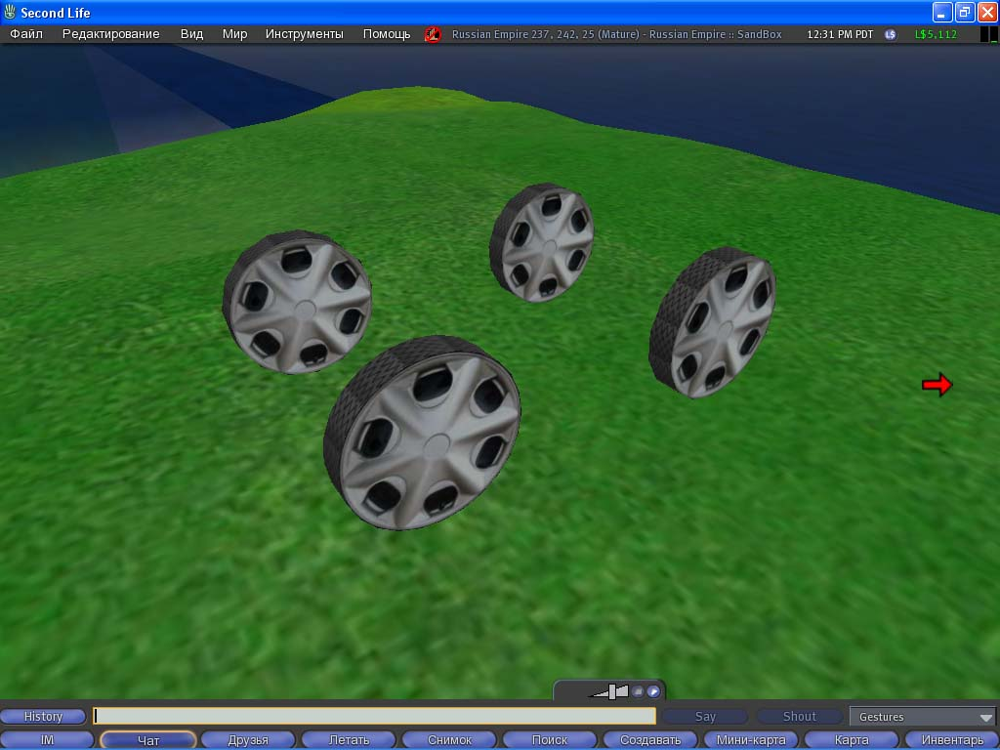 Second Life
Файл Редактирование Вид Мир Инструменты Помощь Russian Empire 237, 242, 25 (Mature) - Russian Empire :: SandBox 12:31 PM PDT L$ L$5,112
History Say Shout Gestures
IM Чат Друзья Летать Снимок Поиск Создавать Мини-карта Карта Инвентарь